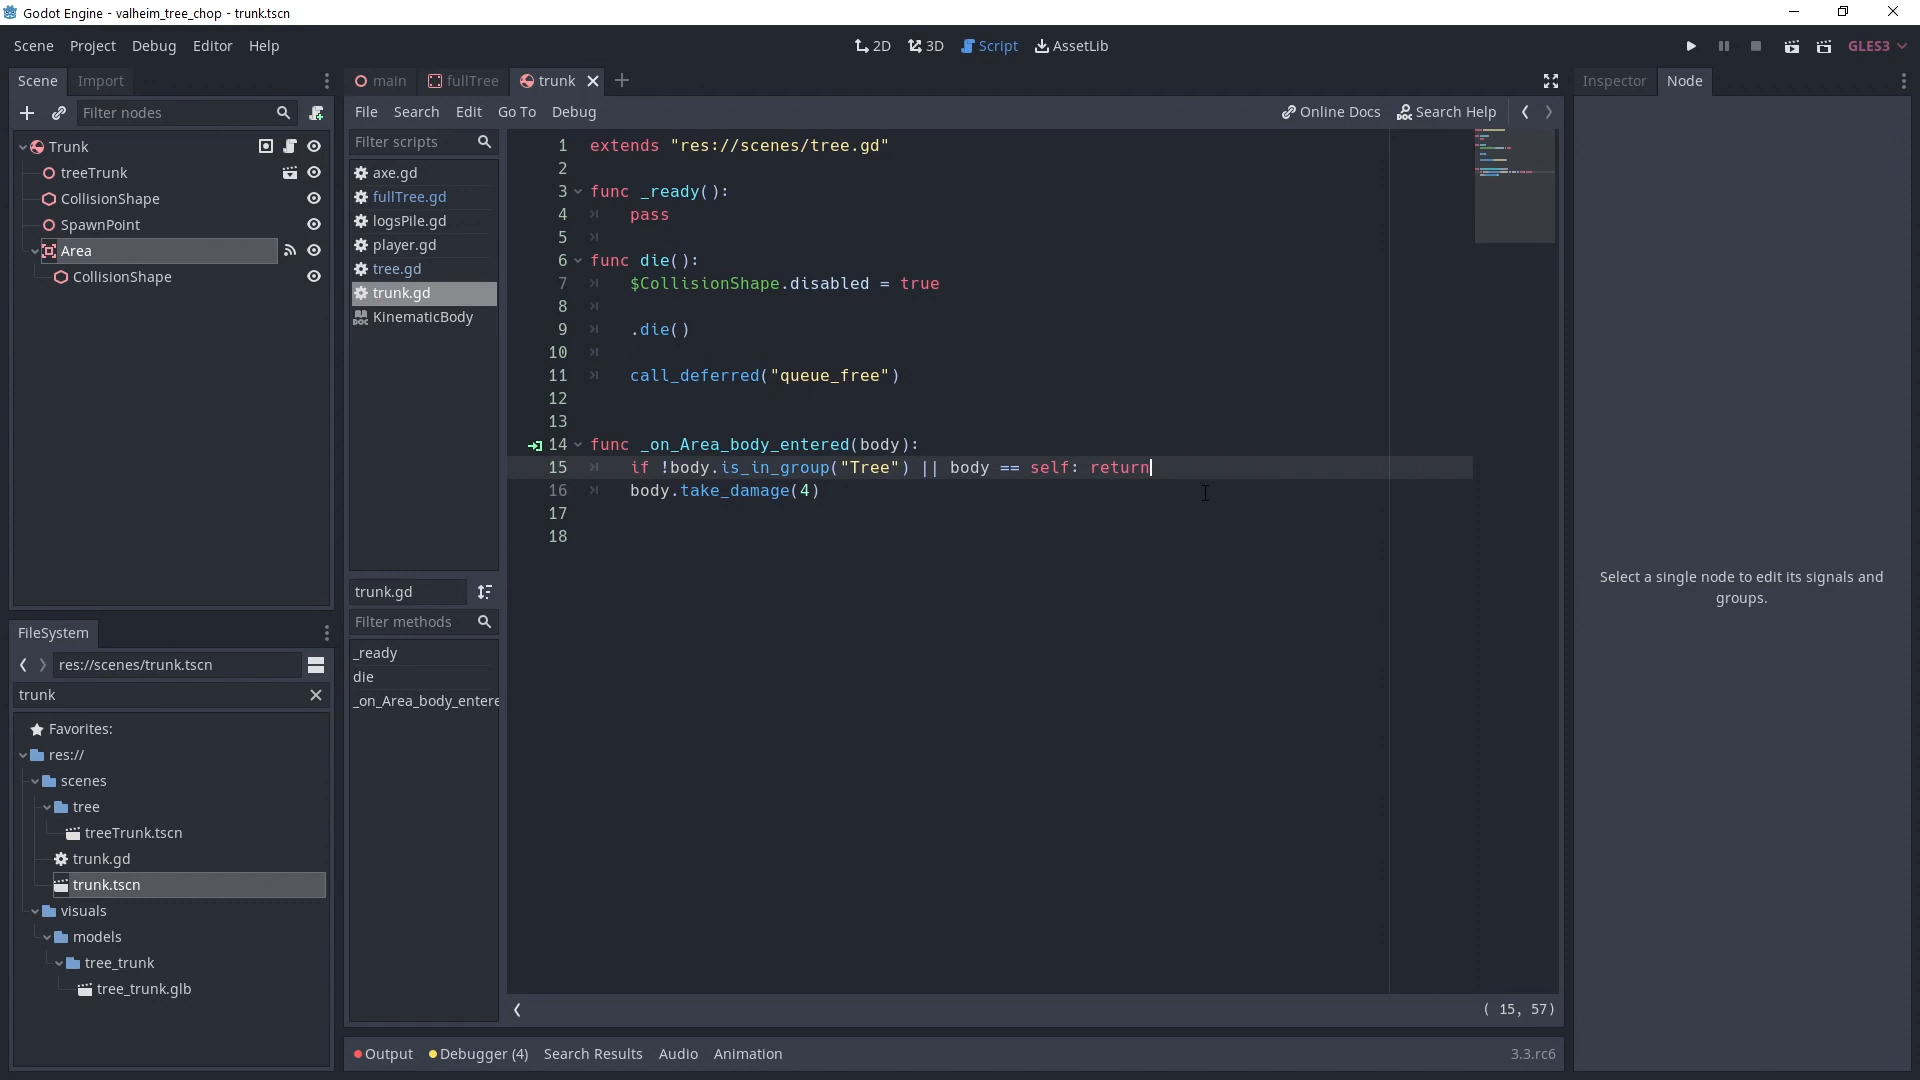 Godot Engine - valheim_tree_chop - trunk.tscn
Scene Project Debug Editor Help
2D 3D Script AssetLib
GLES3
Scene Import
Filter nodes
Trunk
treeTrunk
CollisionShape
SpawnPoint
Area
CollisionShape
FileSystem
res://scenes/trunk.tscn
trunk
Favorites:
res://
scenes
tree
treeTrunk.tscn
trunk.gd
trunk.tscn
visuals
models
tree_trunk
tree_trunk.glb
main fullTree trunk
File Search Edit Go To Debug
Online Docs Search Help
Filter scripts
axe.gd
fullTree.gd
logsPile.gd
player.gd
tree.gd
trunk.gd
KinematicBody
trunk.gd
Filter methods
_ready
die
_on_Area_body_entere
1 extends "res://scenes/tree.gd"
2
3 func _ready():
4 pass
5
6 func die():
7 $CollisionShape.disabled = true
8
9 .die()
10
11 call_deferred("queue_free")
12
13
14 func _on_Area_body_entered(body):
15 if !body.is_in_group("Tree") || body == self: return
16 body.take_damage(4)
17
18
( 15, 57)
Output Debugger (4) Search Results Audio Animation
3.3.rc6
Inspector Node
Select a single node to edit its signals and
groups.